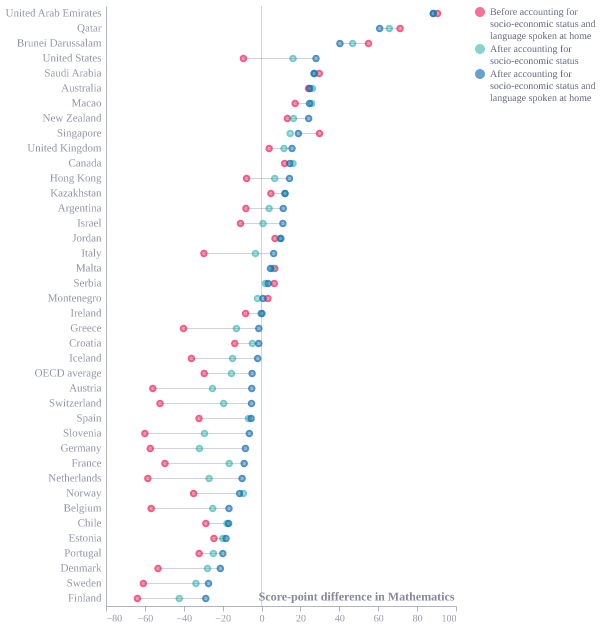 United Arab Emirates
Qatar
Brunei Darussalam
United States
Saudi Arabia
Australia
Macao
New Zealand
Singapore
United Kingdom
Canada
Hong Kong
Kazakhstan
Argentina
Israel
Jordan
Italy
Malta
Serbia
Montenegro
Ireland
Greece
Croatia
Iceland
OECD average
Austria
Switzerland
Spain
Slovenia
Germany
France
Netherlands
Norway
Belgium
Chile
Estonia
Portugal
Denmark
Sweden
Finland
Score-point difference in Mathematics
−80 −60 −40 −20 0 20 40 60 80 100
Before accounting for
socio-economic status and
language spoken at home
After accounting for
socio-economic status
After accounting for
socio-economic status and
language spoken at home